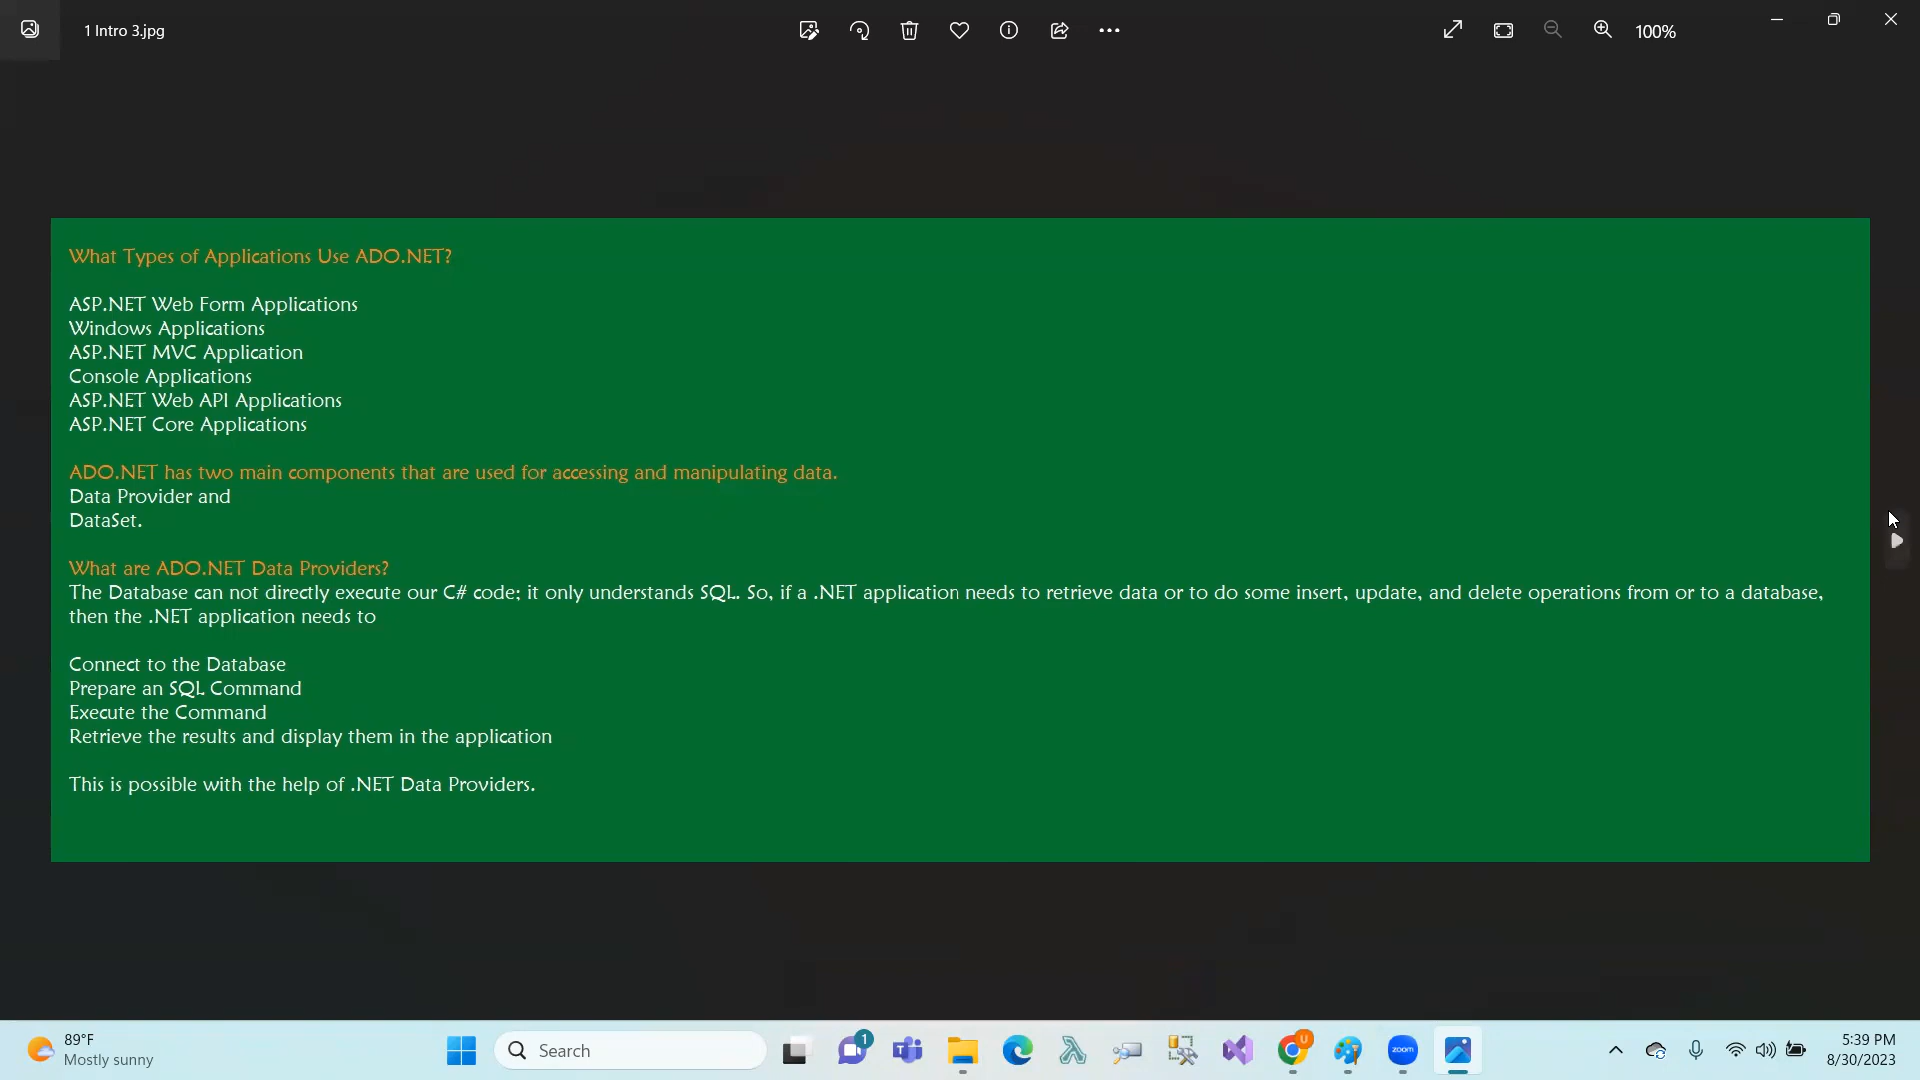 1 Intro 3.jpg
100%
What Types of Applications Use ADO.NET?
ASP.NET Web Form Applications
Windows Applications
ASP.NET MVC Application
Console Applications
ASP.NET Web API Applications
ASP.NET Core Applications
ADO.NET has two main components that are used for accessing and manipulating data.
Data Provider and
DataSet.
What are ADO.NET Data Providers?
The Database can not directly execute our C# code; it only understands SQL. So, if a .NET application needs to retrieve data or to do some insert, update, and delete operations from or to a database,
then the .NET application needs to
Connect to the Database
Prepare an SQL Command
Execute the Command
Retrieve the results and display them in the application
This is possible with the help of .NET Data Providers.
89°F
Mostly sunny
Search
1
U
zoom
5:39 PM
8/30/2023